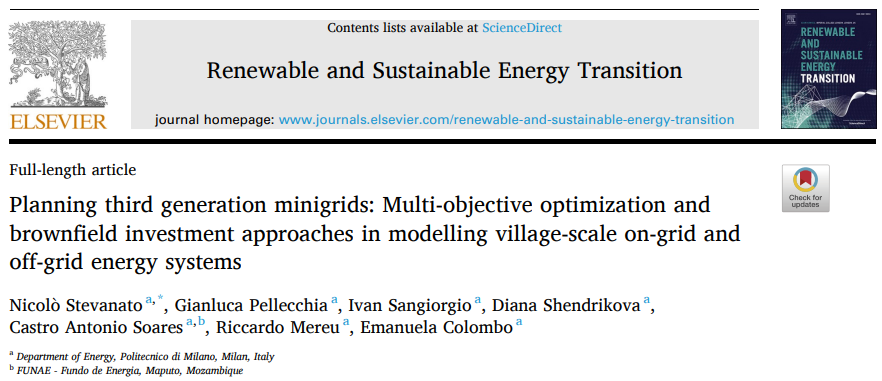 Contents lists available at ScienceDirect
Renewable and Sustainable Energy Transition
journal homepage: www.journals.elsevier.com/renewable-and-sustainable-energy-transition
ELSEVIER
RENEWABLE
AND
SUSTAINABLE
ENERGY
TRANSITION
Full-length article
Check for
updates
Planning third generation minigrids: Multi-objective optimization and
brownfield investment approaches in modelling village-scale on-grid and
off-grid energy systems
Nicolò Stevanato a,*, Gianluca Pellecchia a, Ivan Sangiorgio a, Diana Shendrikova a,
Castro Antonio Soares a,b, Riccardo Mereu a, Emanuela Colombo a
a Department of Energy, Politecnico di Milano, Milan, Italy
b FUNAE - Fundo de Energia, Maputo, Mozambique